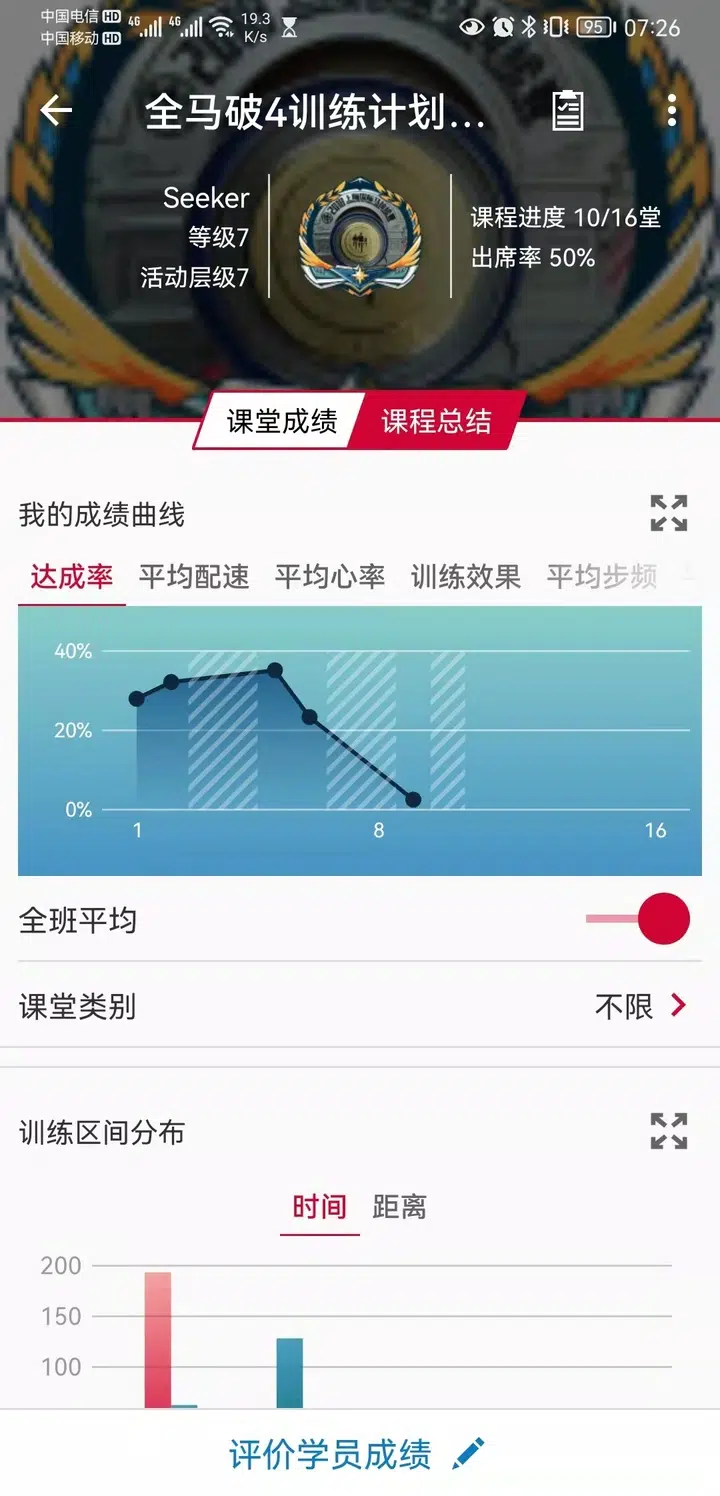 中国电信 HD 4G 4G 19.3 K/s 95 07:26
中国移动 HD
全马破4训练计划...
Seeker
等级7
活动层级7
课程进度 10/16堂
出席率 50%
课堂成绩 课程总结
我的成绩曲线
达成率 平均配速 平均心率 训练效果 平均步频
40%
20%
0%
1 8 16
全班平均
课堂类别 不限
训练区间分布
时间 距离
200
150
100
评价学员成绩